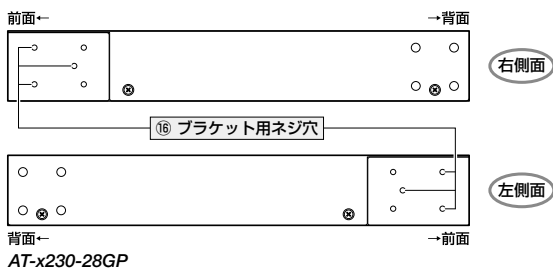 前面← →背面
右側面
⑯ ブラケット用ネジ穴
左側面
背面← →前面
AT-x230-28GP